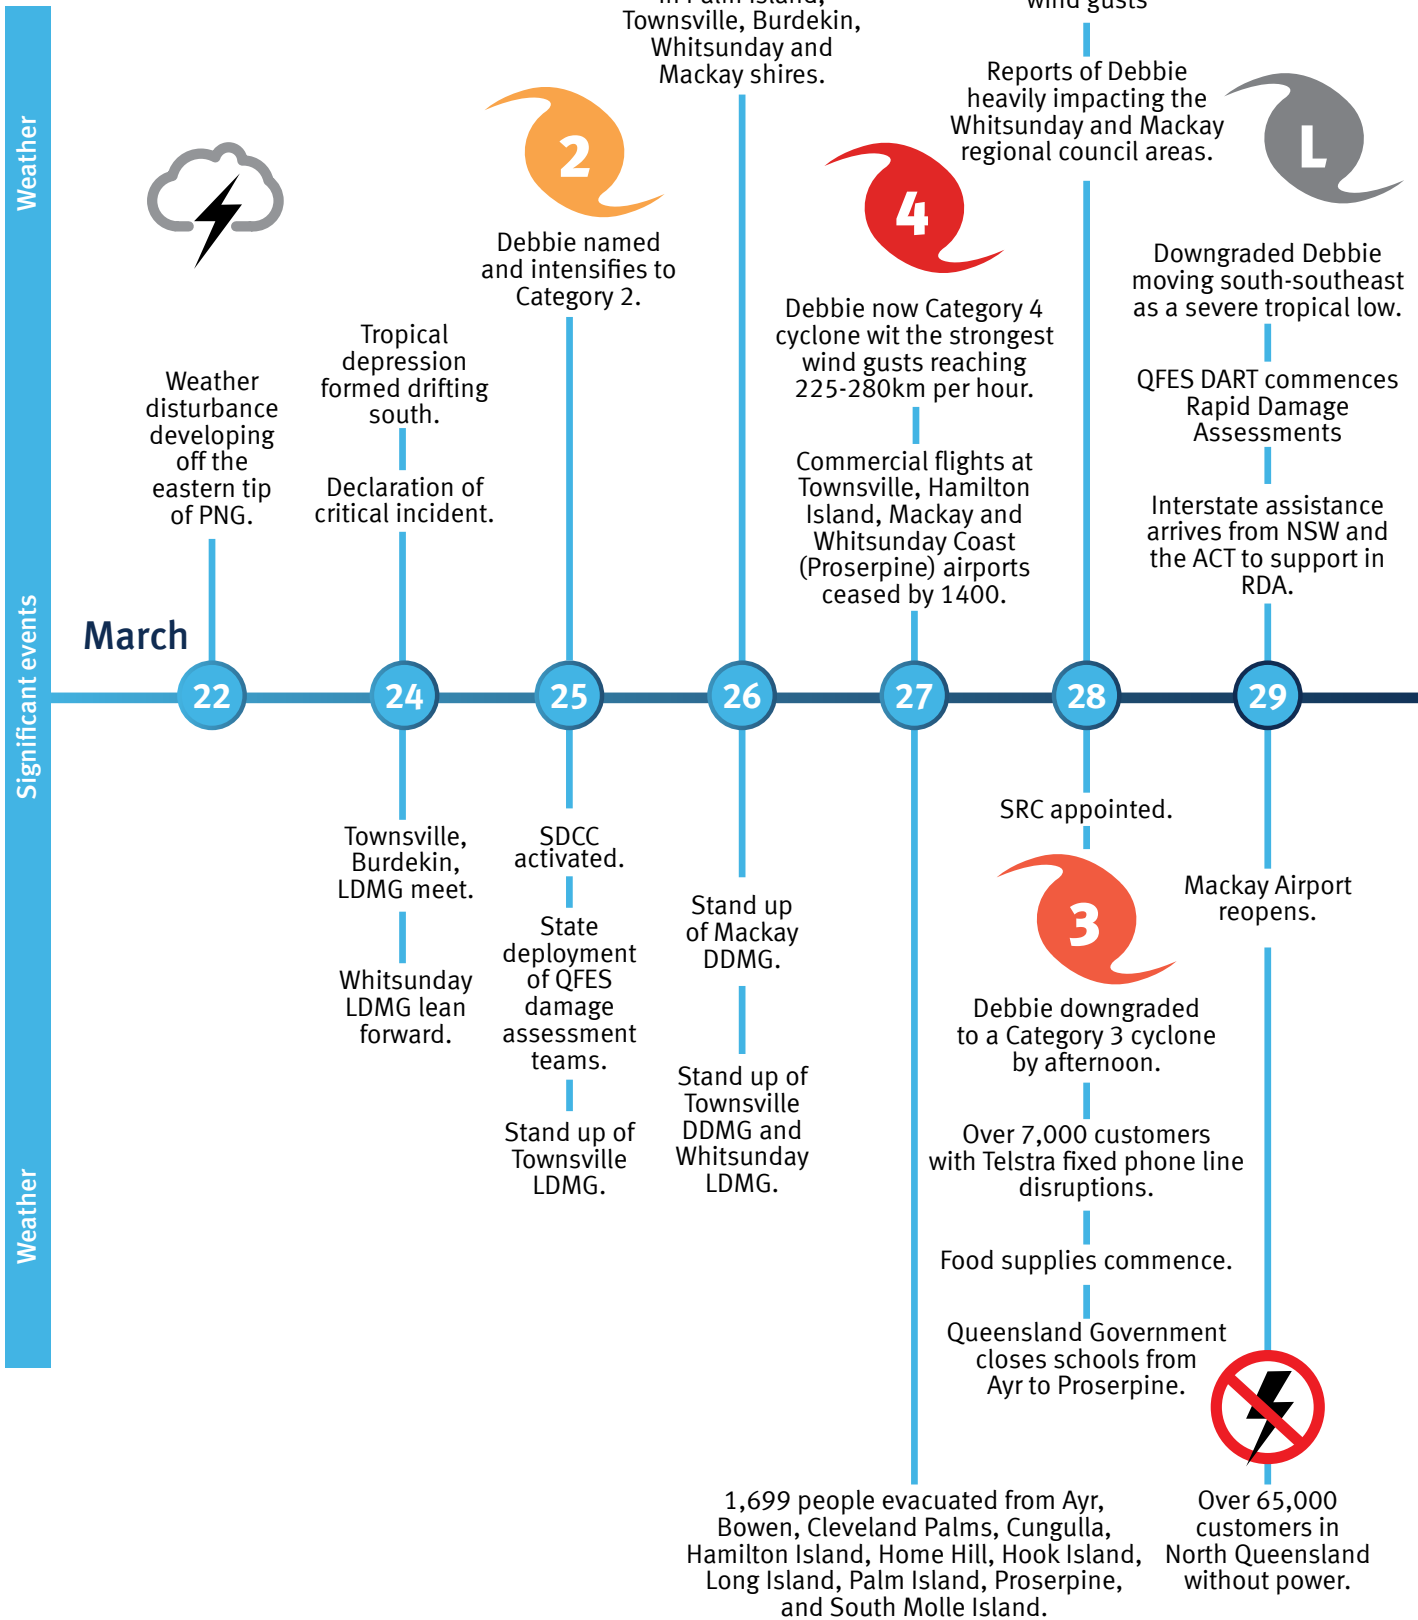 Weather
Significant events
Weather
March
22
Weather
disturbance
developing
off the
eastern tip
of PNG.
24
Tropical
depression
formed drifting
south.
Declaration of
critical incident.
Townsville,
Burdekin,
LDMG meet.
Whitsunday
LDMG lean
forward.
25
2
Debbie named
and intensifies to
Category 2.
SDCC
activated.
State
deployment
of QFES
damage
assessment
teams.
Stand up of
Townsville
LDMG.
26
in Palm Island,
Townsville, Burdekin,
Whitsunday and
Mackay shires.
Stand up
of Mackay
DDMG.
Stand up of
Townsville
DDMG and
Whitsunday
LDMG.
27
4
Debbie now Category 4
cyclone wit the strongest
wind gusts reaching
225-280km per hour.
Commercial flights at
Townsville, Hamilton
Island, Mackay and
Whitsunday Coast
(Proserpine) airports
ceased by 1400.
1,699 people evacuated from Ayr,
Bowen, Cleveland Palms, Cungulla,
Hamilton Island, Home Hill, Hook Island,
Long Island, Palm Island, Proserpine,
and South Molle Island.
28
wind gusts
Reports of Debbie
heavily impacting the
Whitsunday and Mackay
regional council areas.
SRC appointed.
3
Debbie downgraded
to a Category 3 cyclone
by afternoon.
Over 7,000 customers
with Telstra fixed phone line
disruptions.
Food supplies commence.
Queensland Government
closes schools from
Ayr to Proserpine.
29
L
Downgraded Debbie
moving south-southeast
as a severe tropical low.
QFES DART commences
Rapid Damage
Assessments
Interstate assistance
arrives from NSW and
the ACT to support in
RDA.
Mackay Airport
reopens.
Over 65,000
customers in
North Queensland
without power.